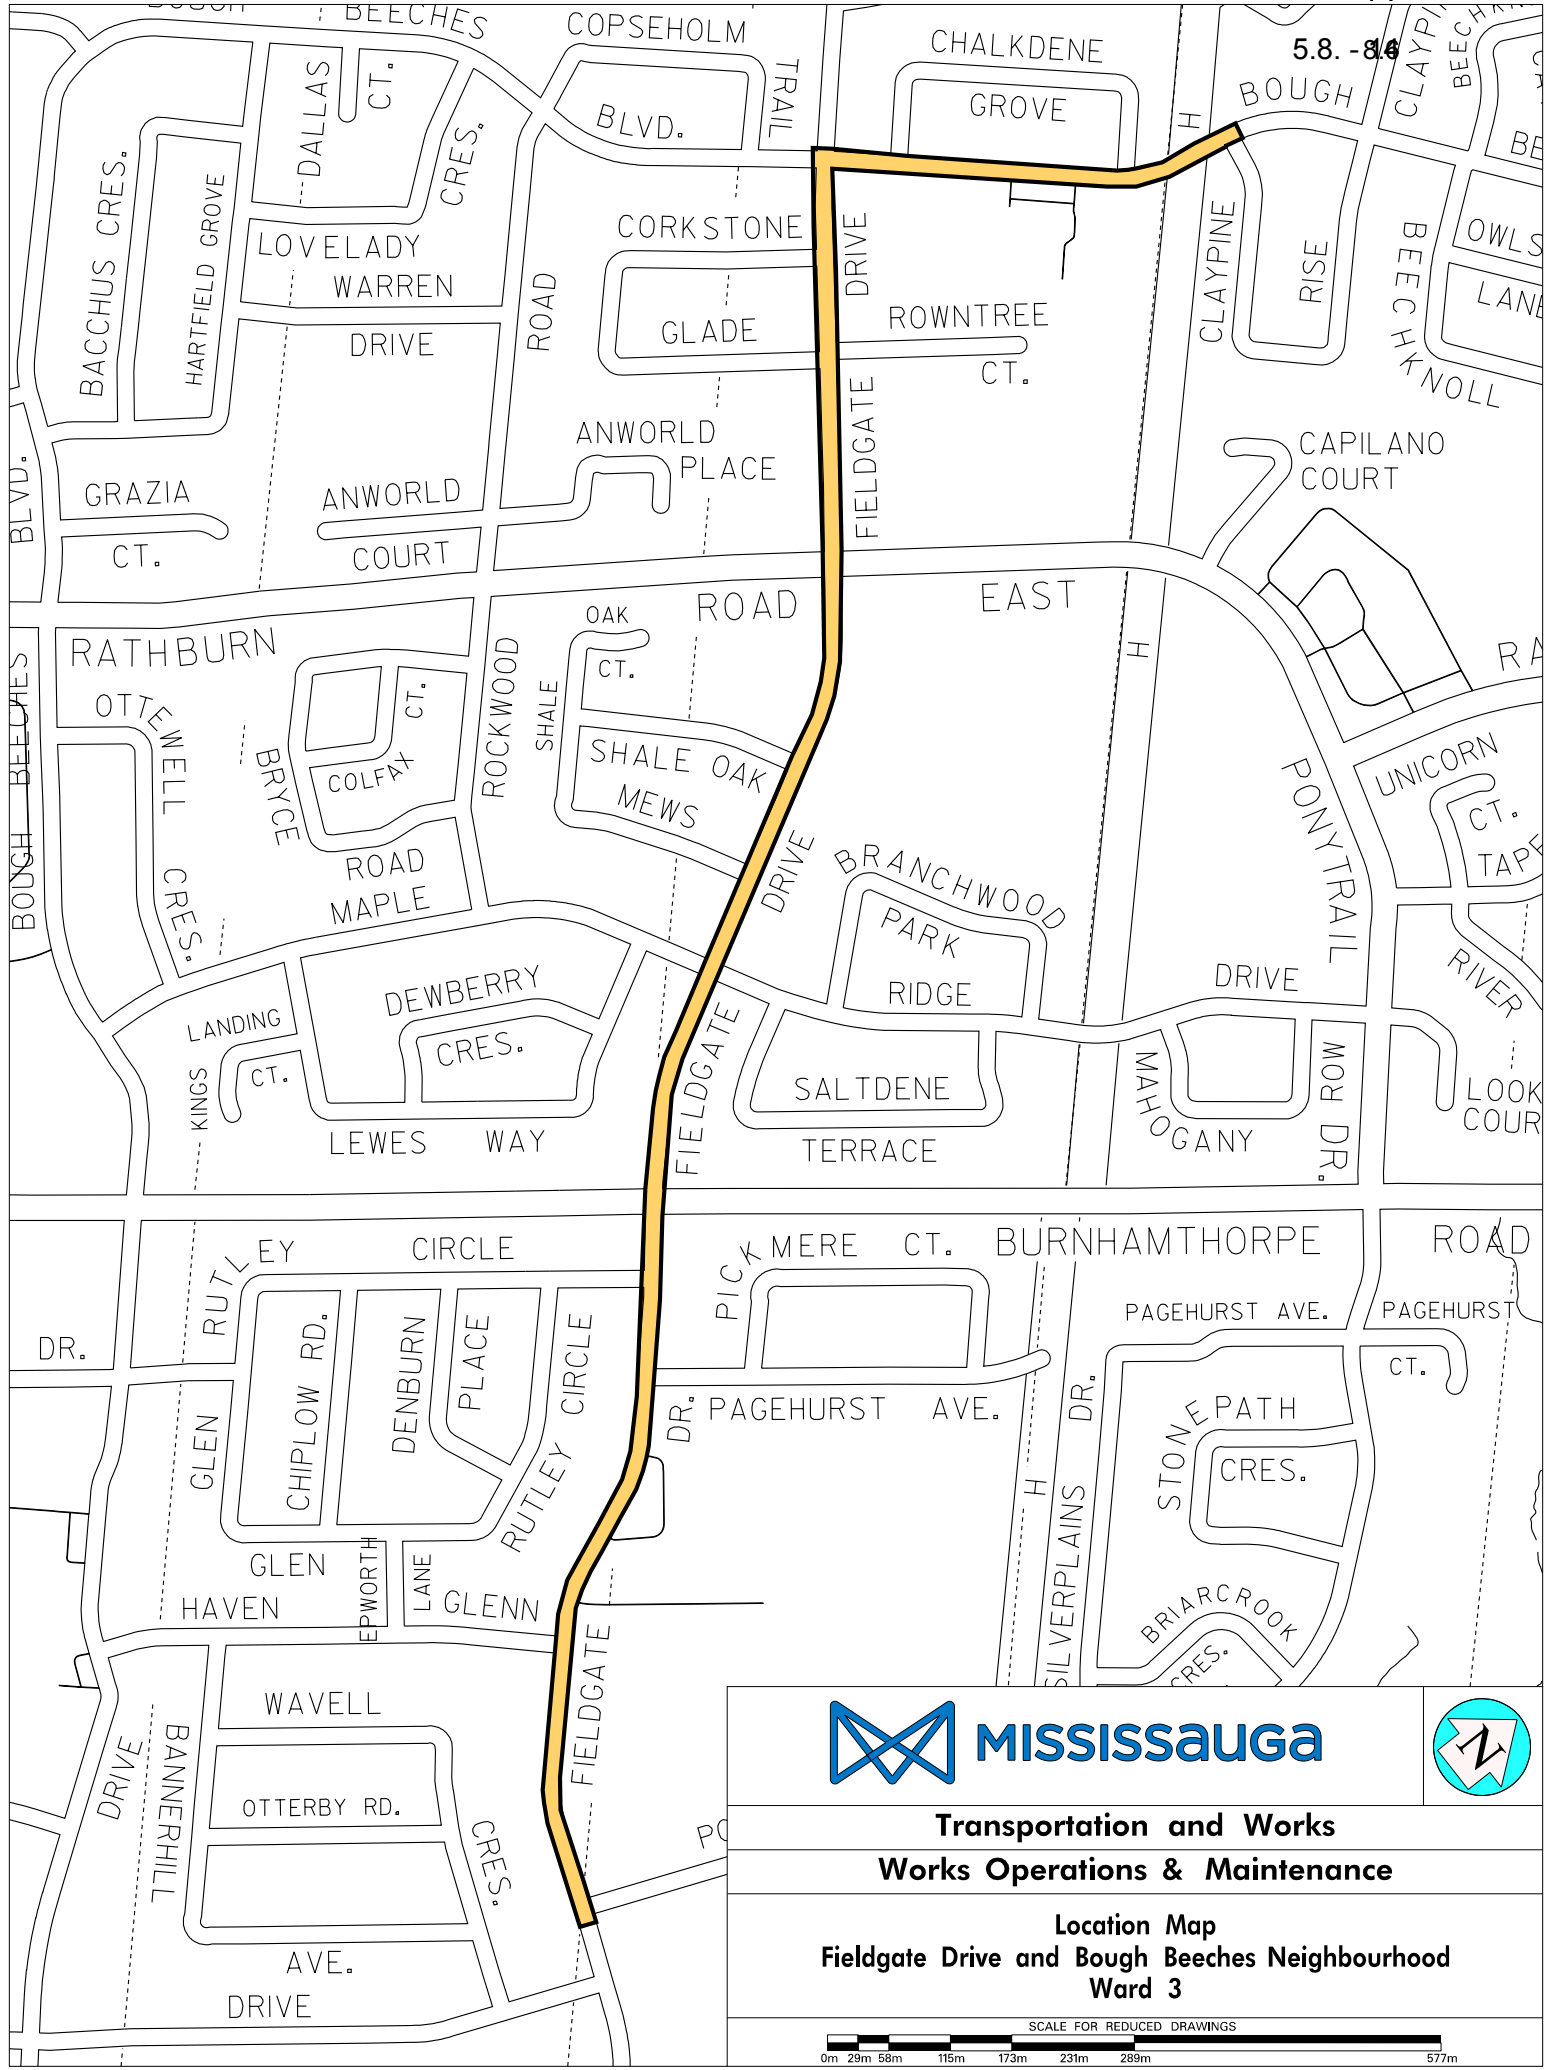 BEECHES
COPSEHOLM
CHALKDENE
5.8. -
BOUGH
DALLAS
CT.
TRAIL
GROVE
H
BLVD.
CRES.
BACCHUS CRES.
HARTFIELD GROVE
LOVELADY
WARREN
DRIVE
ROAD
CORKSTONE
GLADE
DRIVE
ROWNTREE
CT.
CLAYPINE
RISE
BEECHKNOLL
LANE
ANWORLD
PLACE
FIELDGATE
CAPILANO
COURT
BLVD.
GRAZIA
CT.
ANWORLD
COURT
RATHBURN
ROAD
EAST
H
OAK
CT.
SHALE
ROCKWOOD
BOUGH BEECHES
OTTEWELL
CRES.
BRYCE
CT.
COLFAX
ROAD
MAPLE
SHALE OAK
MEWS
DRIVE
BRANCHWOOD
PARK
RIDGE
DRIVE
PONYTRAIL
UNICORN
CT.
RIVER
DEWBERRY
CRES.
LANDING
CT.
KINGS
LEWES WAY
FIELDGATE
SALTDENE
TERRACE
MAHOGANY
ROW DR.
BURNHAMTHORPE ROAD
RUTLEY CIRCLE
PICKMERE CT.
PAGEHURST AVE.
PAGEHURST
CT.
DR.
GLEN
CHIPLOW RD.
DENBURN
PLACE
RUTLEY CIRCLE
DR.
PAGEHURST AVE.
DR.
STONEPATH
CRES.
H
SILVERPLAINS
GLEN
HAVEN
EPWORTH
LANE
GLENN
BRIARCROOK
CRES.
FIELDGATE
WAVELL
DRIVE
BANNERHILL
OTTERBY RD.
CRES.
AVE.
DRIVE
MISSISSAUGA
N
Transportation and Works
Works Operations & Maintenance
Location Map
Fieldgate Drive and Bough Beeches Neighbourhood
Ward 3
SCALE FOR REDUCED DRAWINGS
0m 29m 58m 115m 173m 231m 289m 577m